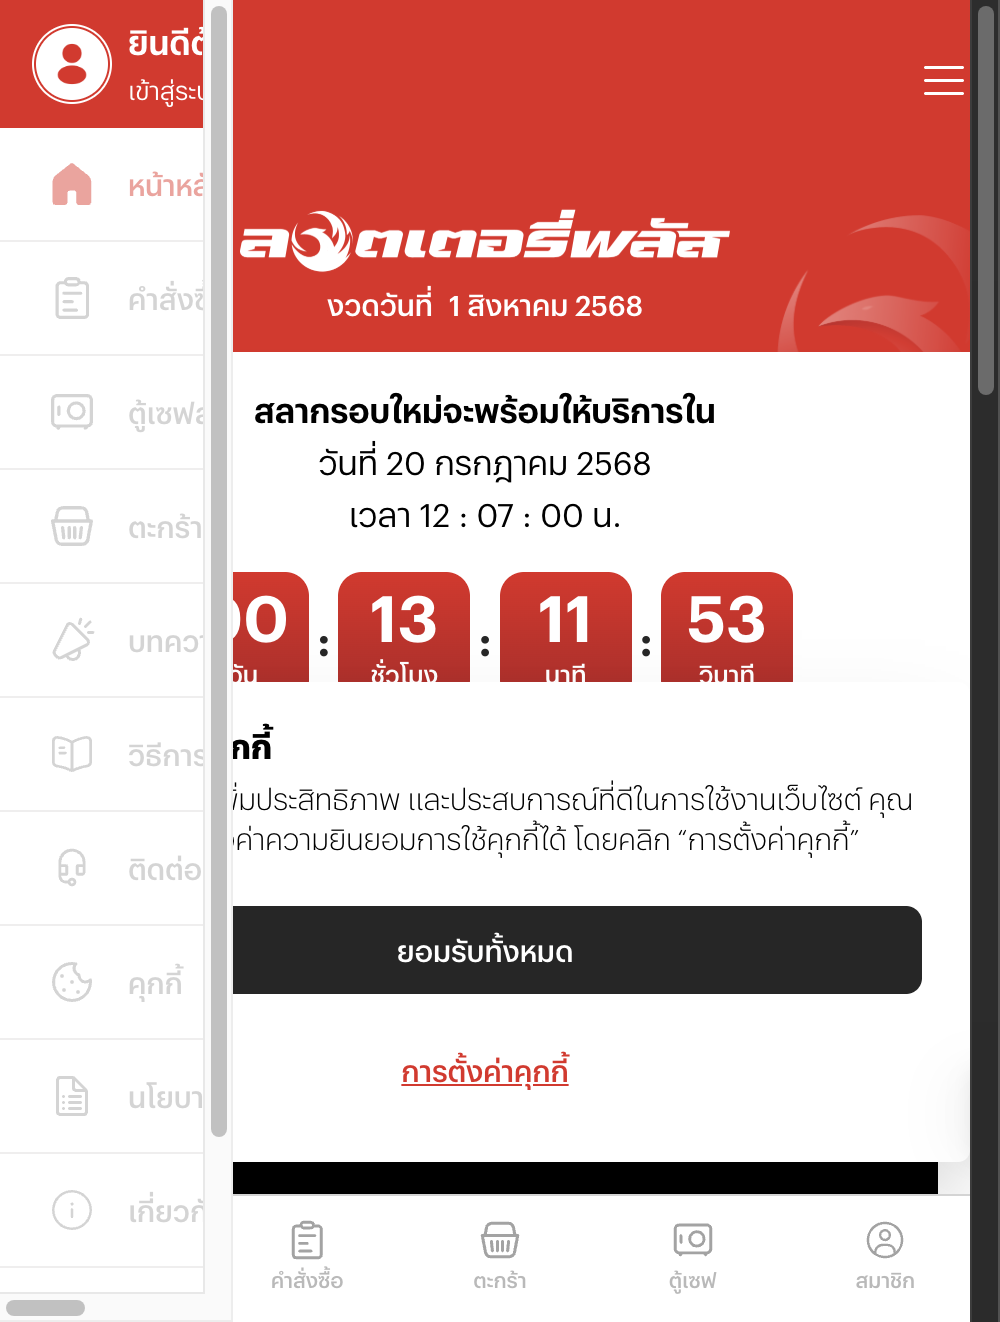 ยินดีต้
เข้าสู่ระบ
หน้าหลั
คำสั่งซื
ตู้เซฟส
ตะกร้า
บทควา
วิธีการ
ติดต่อ
คุกกี้
นโยบา
เกี่ยวกั
ลอตเตอรี่พลัส
งวดวันที่ 1 สิงหาคม 2568
สลากรอบใหม่จะพร้อมให้บริการใน
วันที่ 20 กรกฎาคม 2568
เวลา 12 : 07 : 00 น.
00 : 13 : 11 : 53
วัน ชั่วโมง นาที วินาที
กกี้
พิ่มประสิทธิภาพ และประสบการณ์ที่ดีในการใช้งานเว็บไซต์ คุณ
งค่าความยินยอมการใช้คุกกี้ได้ โดยคลิก “การตั้งค่าคุกกี้”
ยอมรับทั้งหมด
การตั้งค่าคุกกี้
คำสั่งซื้อ ตะกร้า ตู้เซฟ สมาชิก